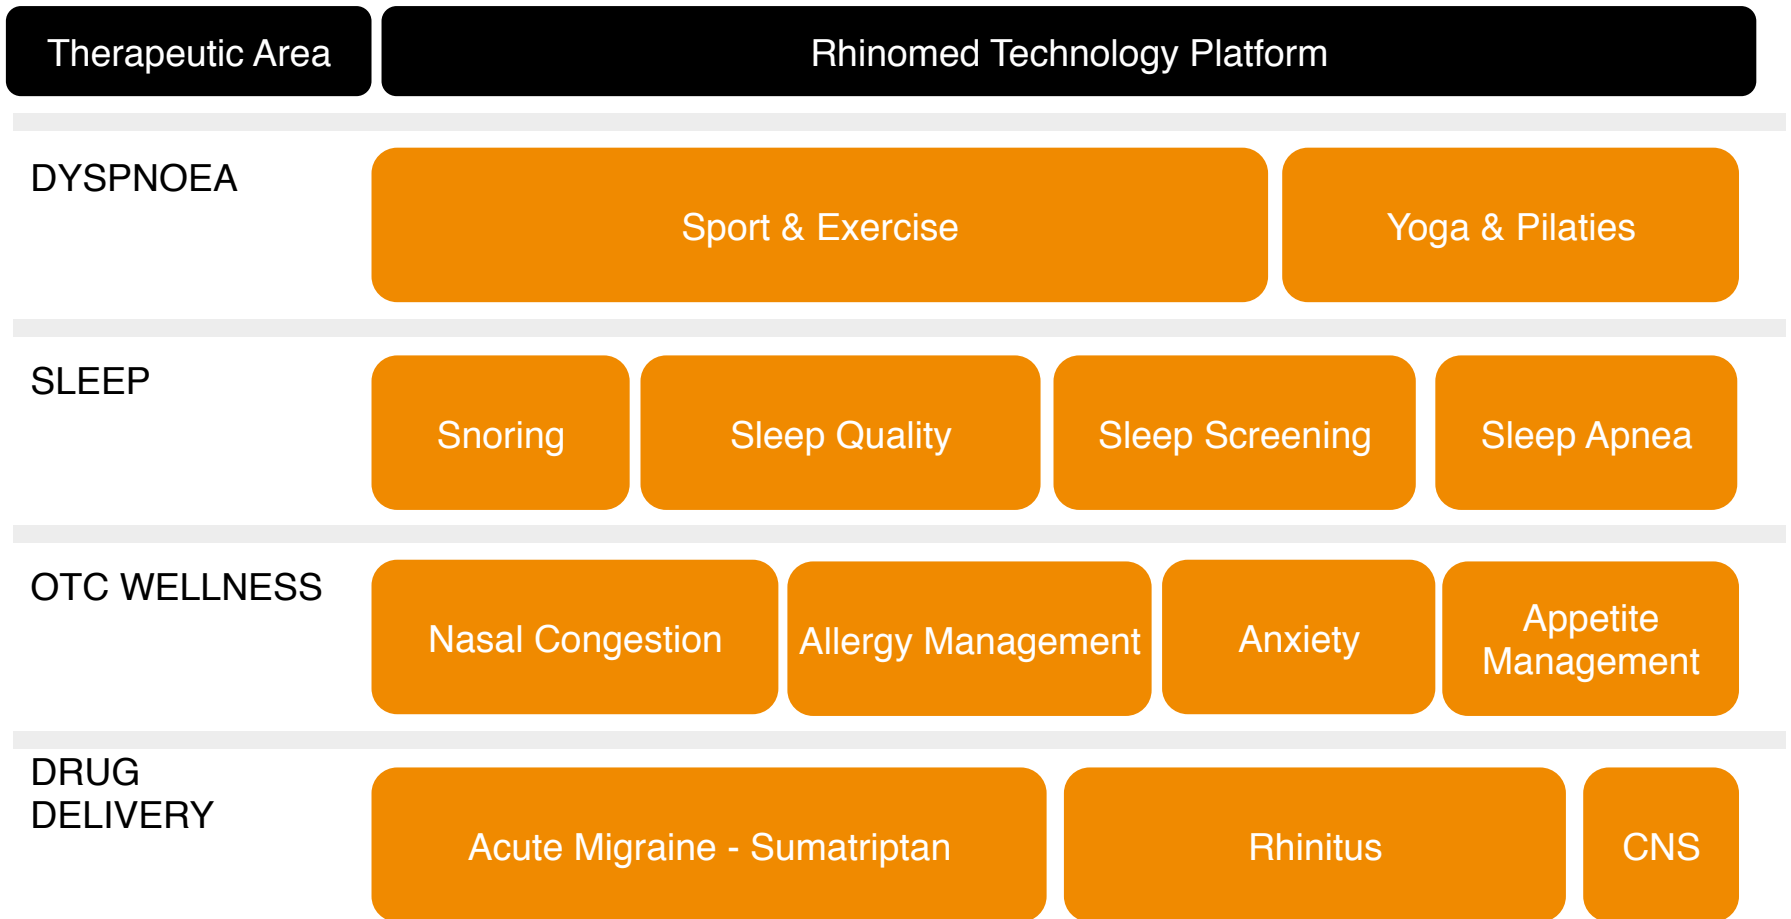 Therapeutic Area
Rhinomed Technology Platform
DYSPNOEA
Sport & Exercise
Yoga & Pilaties
SLEEP
Snoring
Sleep Quality
Sleep Screening
Sleep Apnea
OTC WELLNESS
Nasal Congestion
Allergy Management
Anxiety
Appetite
Management
DRUG
DELIVERY
Acute Migraine - Sumatriptan
Rhinitus
CNS